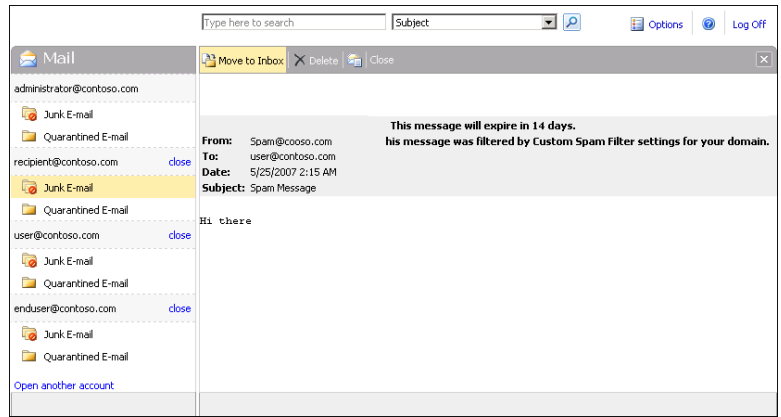 Type here to search Subject Options Log Off
Mail
Move to Inbox Delete Close
administrator@contoso.com
Junk E-mail
Quarantined E-mail
recipient@contoso.com close
Junk E-mail
Quarantined E-mail
user@contoso.com close
Junk E-mail
Quarantined E-mail
enduser@contoso.com close
Junk E-mail
Quarantined E-mail
Open another account
This message will expire in 14 days.
his message was filtered by Custom Spam Filter settings for your domain.
From: Spam@cooso.com
To: user@contoso.com
Date: 5/25/2007 2:15 AM
Subject: Spam Message
Hi there